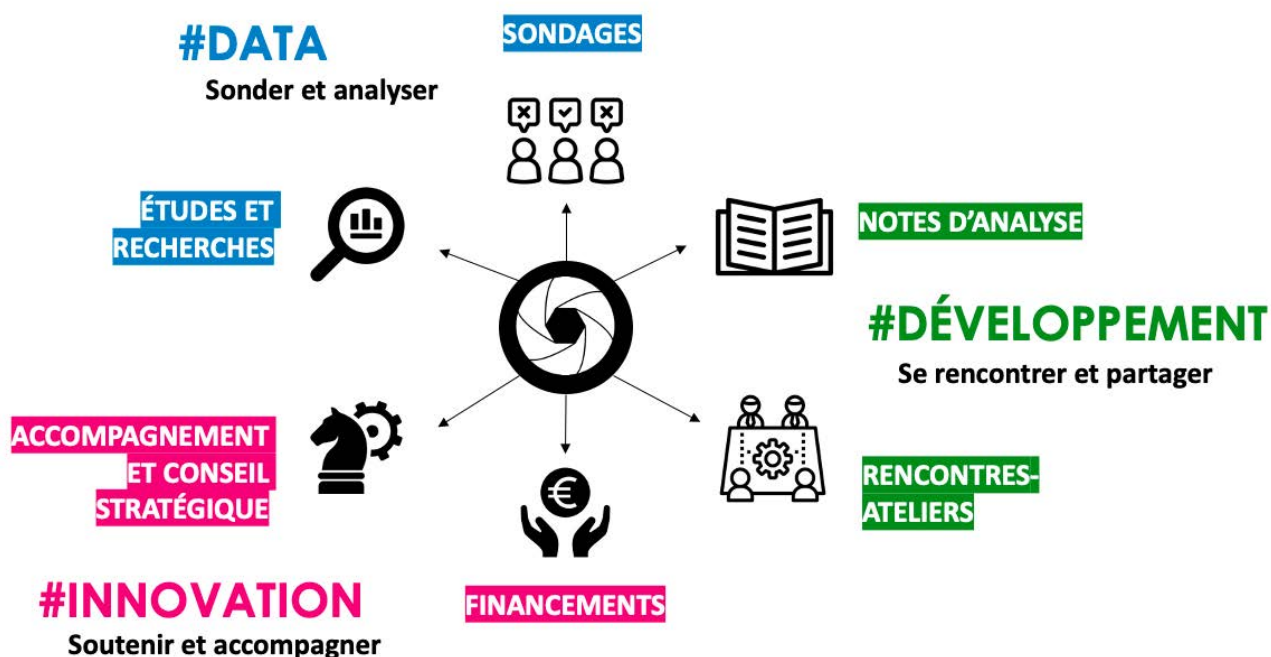 #DATA
Sonder et analyser
SONDAGES
ÉTUDES ET
RECHERCHES
NOTES D’ANALYSE
#DÉVELOPPEMENT
Se rencontrer et partager
RENCONTRES-
ATELIERS
ACCOMPAGNEMENT
ET CONSEIL
STRATÉGIQUE
#INNOVATION
Soutenir et accompagner
€
FINANCEMENTS